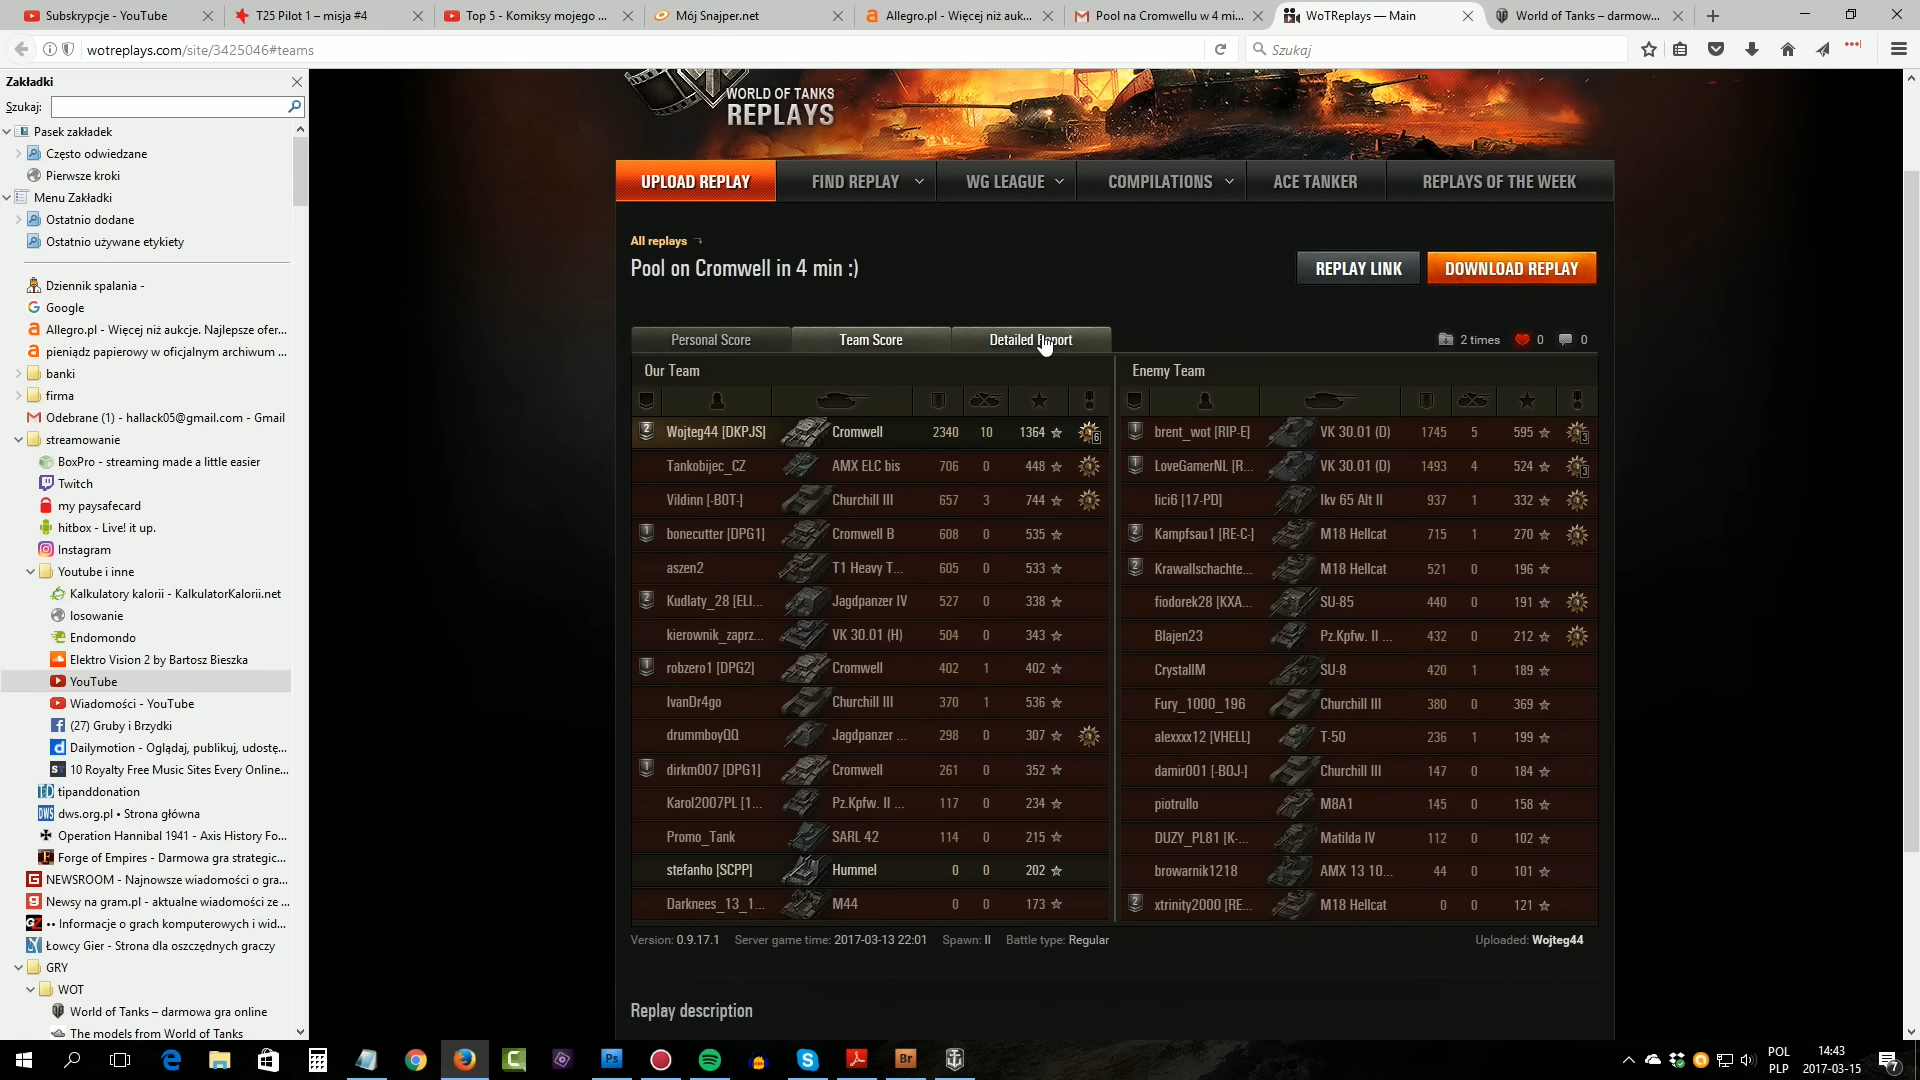 Subskrypcje - YouTube
T25 Pilot 1 – misja #4
Top 5 - Komiksy mojego ...
Mój Snajper.net
Allegro.pl - Więcej niż auk...
Pool na Cromwellu w 4 mi...
WoTReplays — Main
World of Tanks – darmow...
wotreplays.com/site/3425046#teams
Szukaj
Zakładki
Szukaj:
Pasek zakładek
Często odwiedzane
Pierwsze kroki
Menu Zakładki
Ostatnio dodane
Ostatnio używane etykiety
Dziennik spalania -
Google
Allegro.pl - Więcej niż aukcje. Najlepsze ofer...
pieniądz papierowy w oficjalnym archiwum ...
banki
firma
Odebrane (1) - hallack05@gmail.com - Gmail
streamowanie
BoxPro - streaming made a little easier
Twitch
my paysafecard
hitbox - Live! it up.
Instagram
Youtube i inne
Kalkulatory kalorii - KalkulatorKalorii.net
losowanie
Endomondo
Elektro Vision 2 by Bartosz Bieszka
YouTube
Wiadomości - YouTube
(27) Gruby i Brzydki
Dailymotion - Oglądaj, publikuj, udostę...
10 Royalty Free Music Sites Every Online...
tipanddonation
dws.org.pl • Strona główna
Operation Hannibal 1941 - Axis History Fo...
Forge of Empires - Darmowa gra strategic...
NEWSROOM - Najnowsze wiadomości o gra...
Newsy na gram.pl - aktualne wiadomości ze ...
•• Informacje o grach komputerowych i wid...
Łowcy Gier - Strona dla oszczędnych graczy
GRY
WOT
World of Tanks – darmowa gra online
The models from World of Tanks
WORLD OF TANKS
REPLAYS
UPLOAD REPLAY FIND REPLAY WG LEAGUE COMPILATIONS ACE TANKER REPLAYS OF THE WEEK
All replays
Pool on Cromwell in 4 min :)
REPLAY LINK DOWNLOAD REPLAY
Personal Score Team Score Detailed Report 2 times 0 0
Our Team
2 Wojteg44 [DKPJS] Cromwell 2340 10 1364 6
Tankobijec_CZ AMX ELC bis 706 0 448
Vildinn [-BOT-] Churchill III 657 3 744
1 bonecutter [DPG1] Cromwell B 608 0 535
aszen2 T1 Heavy T... 605 0 533
2 Kudlaty_28 [ELI... Jagdpanzer IV 527 0 338
kierownik_zaprz... VK 30.01 (H) 504 0 343
1 robzero1 [DPG2] Cromwell 402 1 402
IvanDr4go Churchill III 370 1 536
drummboyQQ Jagdpanzer ... 298 0 307
1 dirkm007 [DPG1] Cromwell 261 0 352
Karol2007PL [1... Pz.Kpfw. II ... 117 0 234
Promo_Tank SARL 42 114 0 215
stefanho [SCPP] Hummel 0 0 202
Darknees_13_1... M44 0 0 173
Enemy Team
1 brent_wot [RIP-E] VK 30.01 (D) 1745 5 595 3
1 LoveGamerNL [R... VK 30.01 (D) 1493 4 524 3
lici6 [17-PD] Ikv 65 Alt II 937 1 332
2 Kampfsau1 [RE-C-] M18 Hellcat 715 1 270
2 Krawallschachte... M18 Hellcat 521 0 196
fiodorek28 [KXA... SU-85 440 0 191
Blajen23 Pz.Kpfw. II ... 432 0 212
CrystallM SU-8 420 1 189
Fury_1000_196 Churchill III 380 0 369
alexxxx12 [VHELL] T-50 236 1 199
damir001 [-BOJ-] Churchill III 147 0 184
piotrullo M8A1 145 0 158
DUZY_PL81 [K-... Matilda IV 112 0 102
browarnik1218 AMX 13 10... 44 0 101
2 xtrinity2000 [RE... M18 Hellcat 0 0 121
Version: 0.9.17.1 Server game time: 2017-03-13 22:01 Spawn: II Battle type: Regular Uploaded: Wojteg44
Replay description
Ps
Br
POL
PLP
14:43
2017-03-15
7